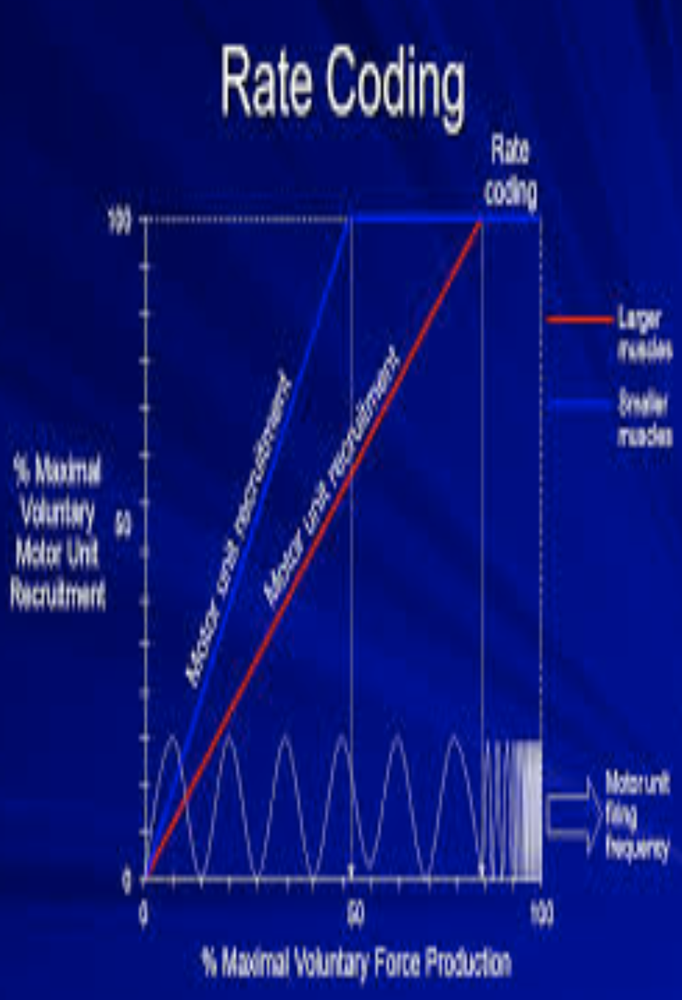 Rate Coding
Rate
coding
100
Larger
muscles
Smaller
muscles
Motor unit recruitment
Motor unit recruitment
% Maximal
Voluntary
Motor Unit
Recruitment
50
Motor unit
firing
frequency
0
0
50
100
% Maximal Voluntary Force Production